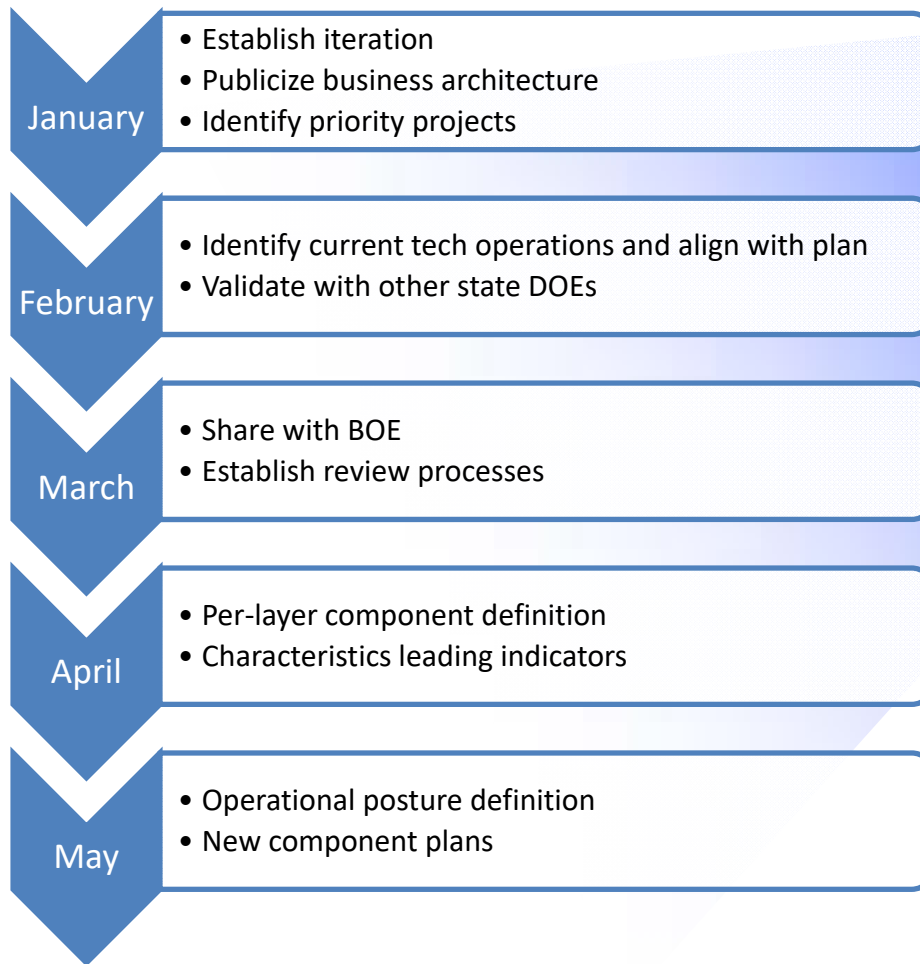 January
• Establish iteration
• Publicize business architecture
• Identify priority projects
February
• Identify current tech operations and align with plan
• Validate with other state DOEs
March
• Share with BOE
• Establish review processes
April
• Per-layer component definition
• Characteristics leading indicators
May
• Operational posture definition
• New component plans